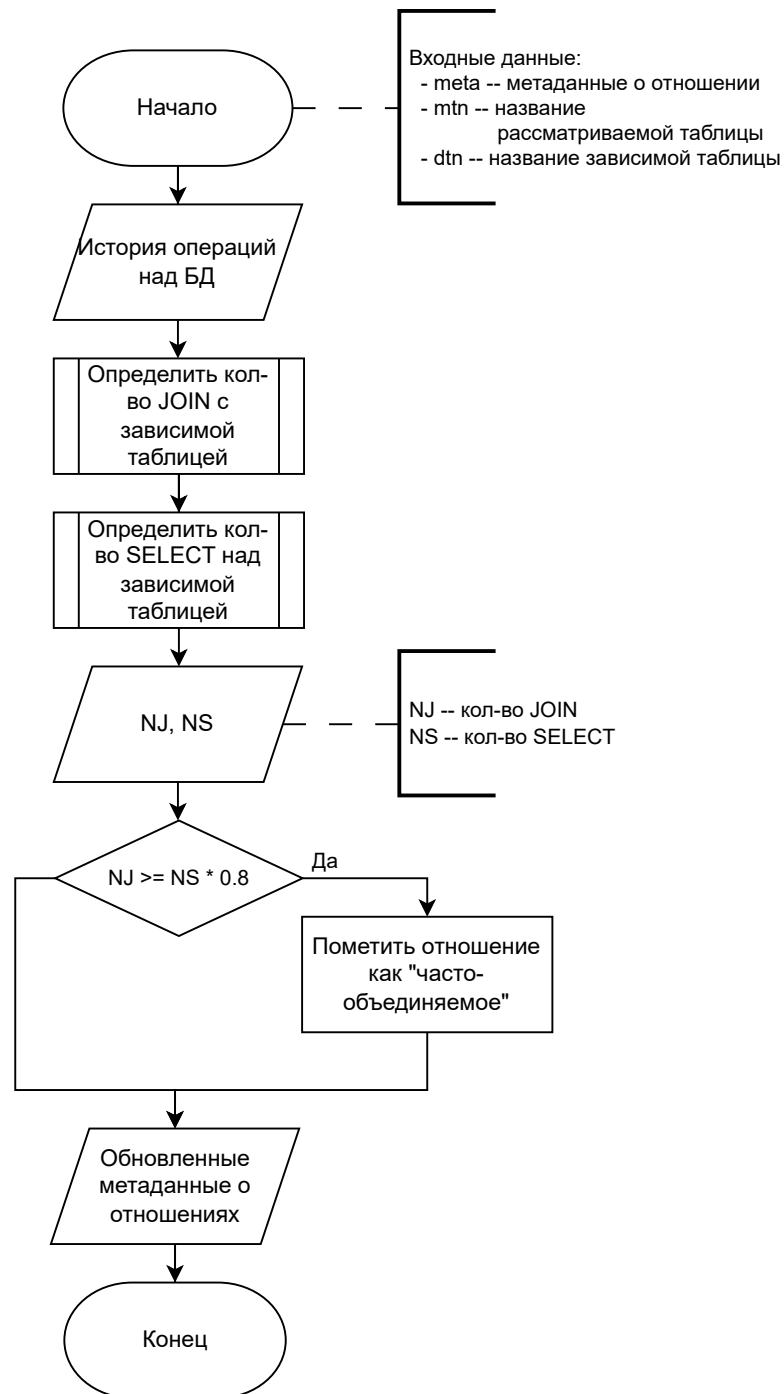 Начало
Входные данные:
- meta -- метаданные о отношении
- mtn -- название
рассматриваемой таблицы
- dtn -- название зависимой таблицы
История операций
над БД
Определить кол-
во JOIN с
зависимой
таблицей
Определить кол-
во SELECT над
зависимой
таблицей
NJ, NS
NJ -- кол-во JOIN
NS -- кол-во SELECT
NJ >= NS * 0.8
Да
Пометить отношение
как "часто-
объединяемое"
Обновленные
метаданные о
отношениях
Конец